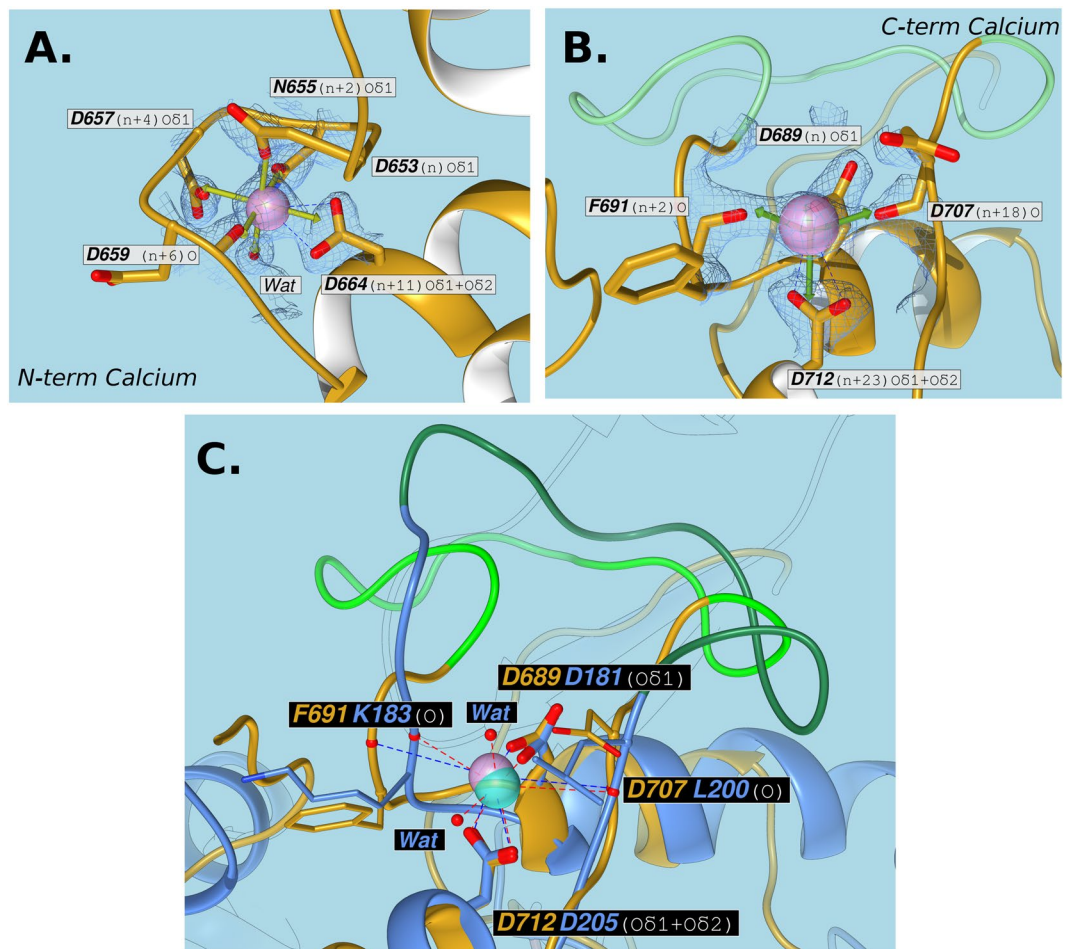 A.
N655(n+2)Oδ1
D657(n+4)Oδ1
D653(n)Oδ1
D659 (n+6)O
Wat
D664(n+11)Oδ1+Oδ2
N-term Calcium
B.
C-term Calcium
D689(n)Oδ1
F691(n+2)O
D707(n+18)O
D712(n+23)Oδ1+Oδ2
C.
D689 D181(Oδ1)
F691 K183(O)
Wat
D707 L200(O)
Wat
D712 D205(Oδ1+Oδ2)